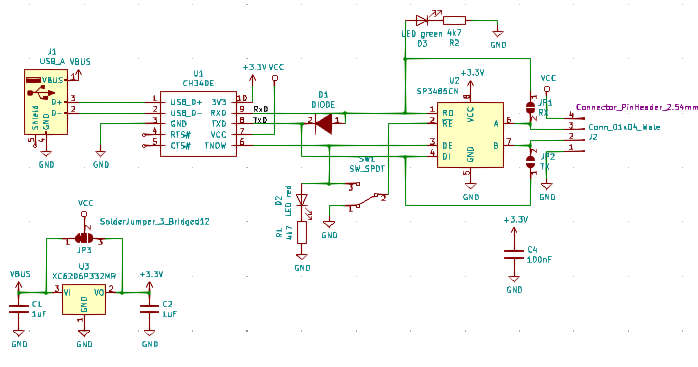 LED green
D3
4k7
R2
GND
J1
USB_A
VBUS
VBUS
D+
D-
Shield
GND
GND
U1
CH340E
USB_D+
USB_D-
GND
RTS#
CTS#
3V3
RXD
TXD
VCC
TNOW
1
2
3
4
5
10
9
8
7
6
+3.3V
VCC
RxD
TxD
GND
D1
DIODE
2
1
U2
SP3485CN
+3.3V
RO
RE
DE
DI
VCC
GND
A
B
1
2
3
4
8
6
7
5
GND
VCC
JP1
RX
JP2
TX
GND
4
3
2
1
Connector_PinHeader_2.54mm
Conn_01x04_Male
J2
SW1
SW_SPDT
3
1
2
GND
D2
LED red
R1
4k7
GND
+3.3V
C4
100nF
GND
VCC
SolderJumper_3_Bridged12
1
2
3
JP3
VBUS
U3
XC6206P332MR
+3.3V
3
VI
VO
2
GND
1
C1
1uF
C2
1uF
GND
GND
GND